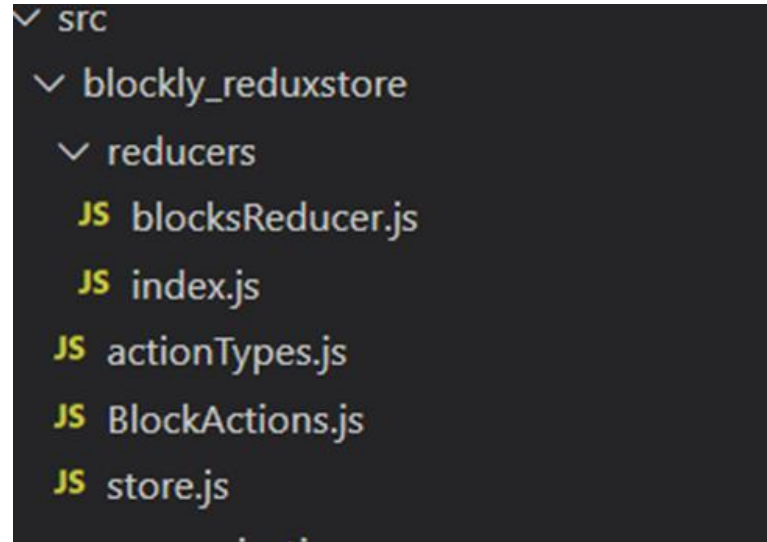 src
blockly_reduxstore
reducers
JS blocksReducer.js
JS index.js
JS actionTypes.js
JS BlockActions.js
JS store.js